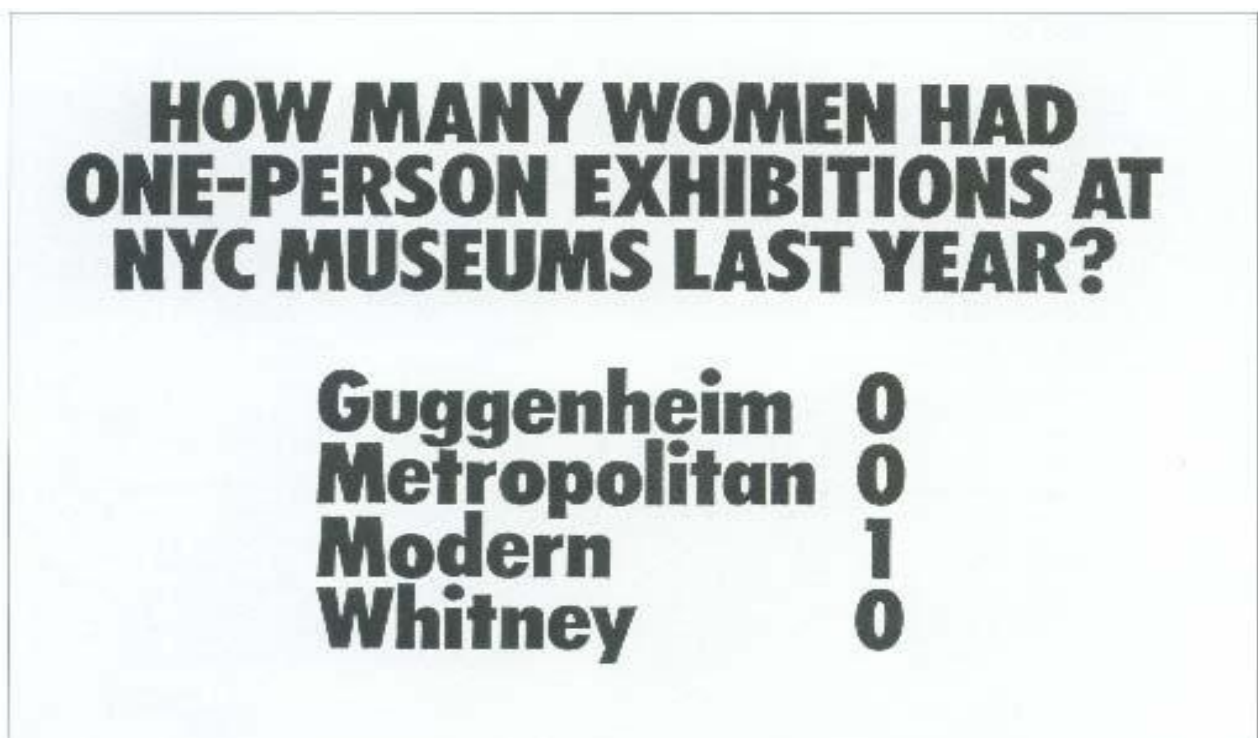 HOW MANY WOMEN HAD
ONE-PERSON EXHIBITIONS AT
NYC MUSEUMS LAST YEAR?
Guggenheim 0
Metropolitan 0
Modern 1
Whitney 0